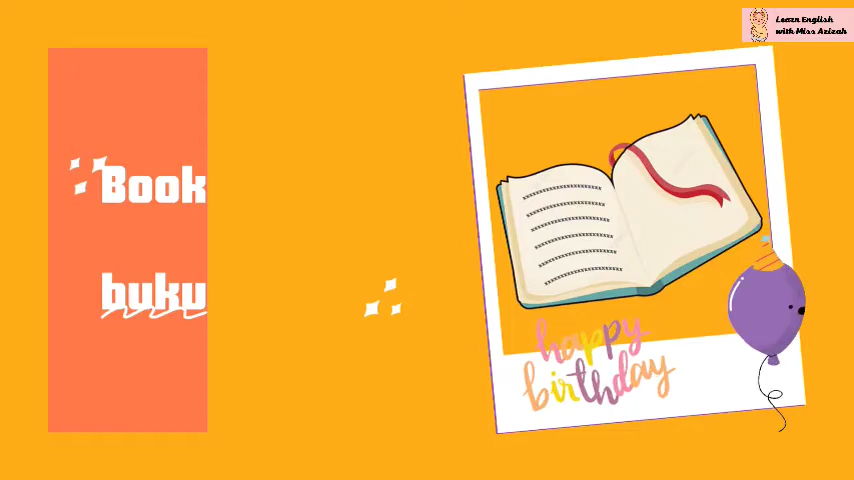 Learn English
with Miss Azizah
Book
buku
happy
birthday